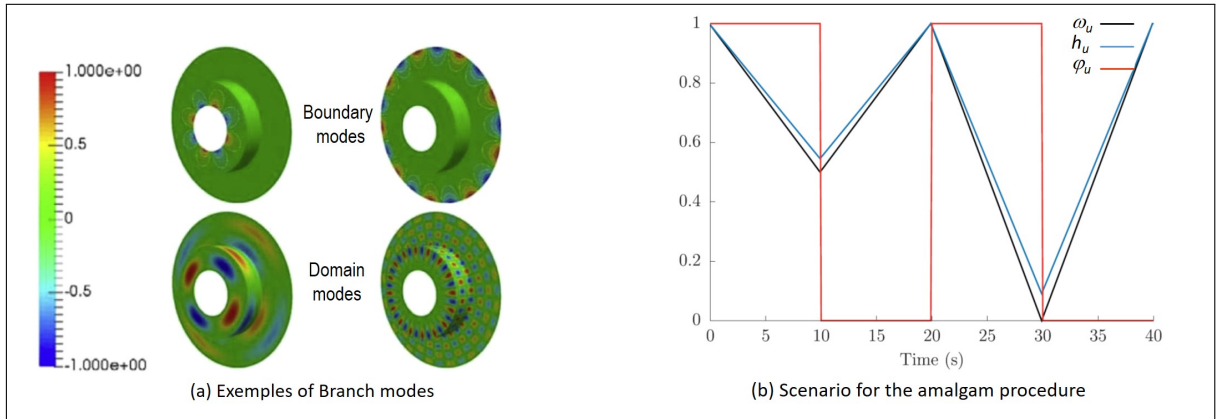 1.000e+00
0.5
0
-0.5
-1.000e+00
Boundary
modes
Domain
modes
(a) Exemples of Branch modes
1
0.8
0.6
0.4
0.2
0
0 5 10 15 20 25 30 35 40
Time (s)
ω_u
h_u
φ_u
(b) Scenario for the amalgam procedure